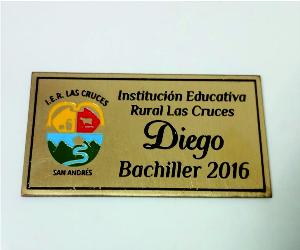 I.E.R. LAS CRUCES
SAN ANDRÉS
Institución Educativa
Rural Las Cruces
Diego
Bachiller 2016